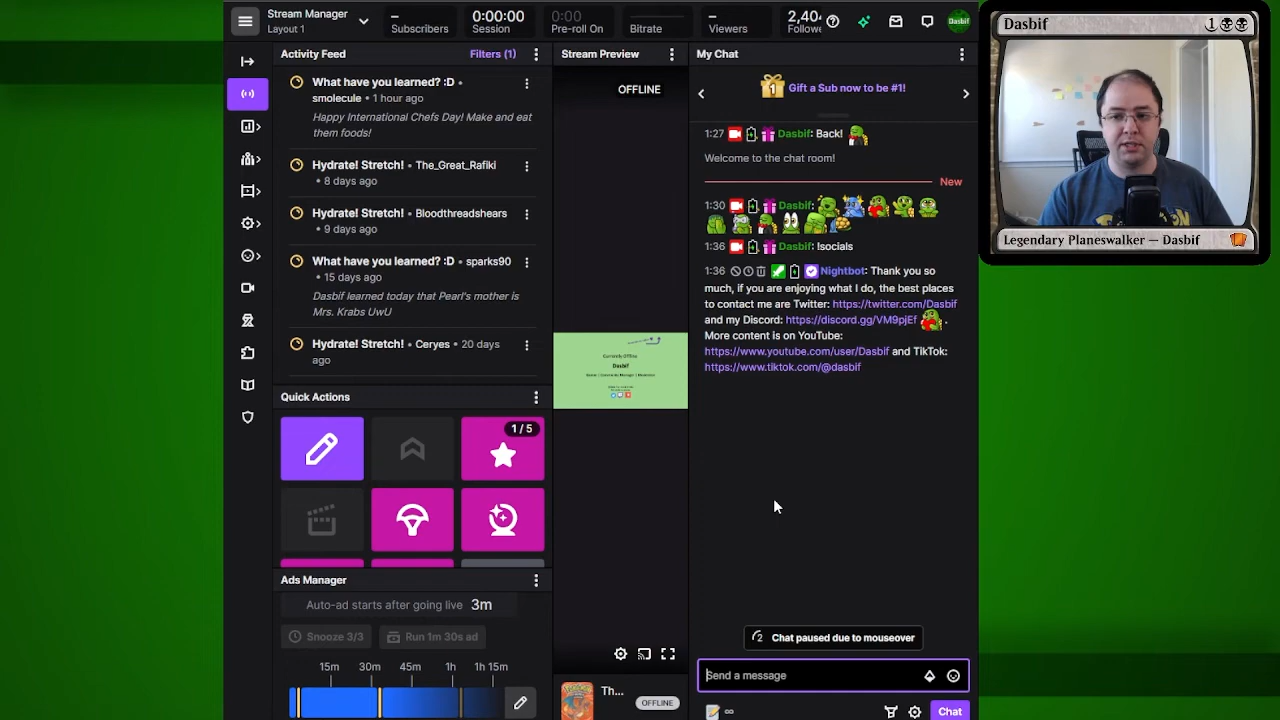 Stream Manager
Layout 1
–
Subscribers
0:00:00
Session
0:00
Pre-roll On
Bitrate
–
Viewers
2,40
Followe
Dasbif
Activity Feed
Filters (1)
What have you learned? :D •
smolecule • 1 hour ago
Happy International Chefs Day! Make and eat
them foods!
Hydrate! Stretch! • The_Great_Rafiki
• 8 days ago
Hydrate! Stretch! • Bloodthreadshears
• 9 days ago
What have you learned? :D • sparks90
• 15 days ago
Dasbif learned today that Pearl's mother is
Mrs. Krabs UwU
Hydrate! Stretch! • Ceryes • 20 days
ago
Quick Actions
1 / 5
Ads Manager
Auto-ad starts after going live 3m
Snooze 3/3
Run 1m 30s ad
15m 30m 45m 1h 1h 15m
Stream Preview
OFFLINE
Currently Offline
Dasbif
Th...
OFFLINE
My Chat
1 Gift a Sub now to be #1!
1:27 Dasbif: Back!
Welcome to the chat room!
New
1:30 Dasbif:
1:36 Dasbif: !socials
1:36 Nightbot: Thank you so
much, if you are enjoying what I do, the best places
to contact me are Twitter: https://twitter.com/Dasbif
and my Discord: https://discord.gg/VM9pjEf .
More content is on YouTube:
https://www.youtube.com/user/Dasbif and TikTok:
https://www.tiktok.com/@dasbif
2 Chat paused due to mouseover
Send a message
∞
Chat
Dasbif
1
Legendary Planeswalker — Dasbif